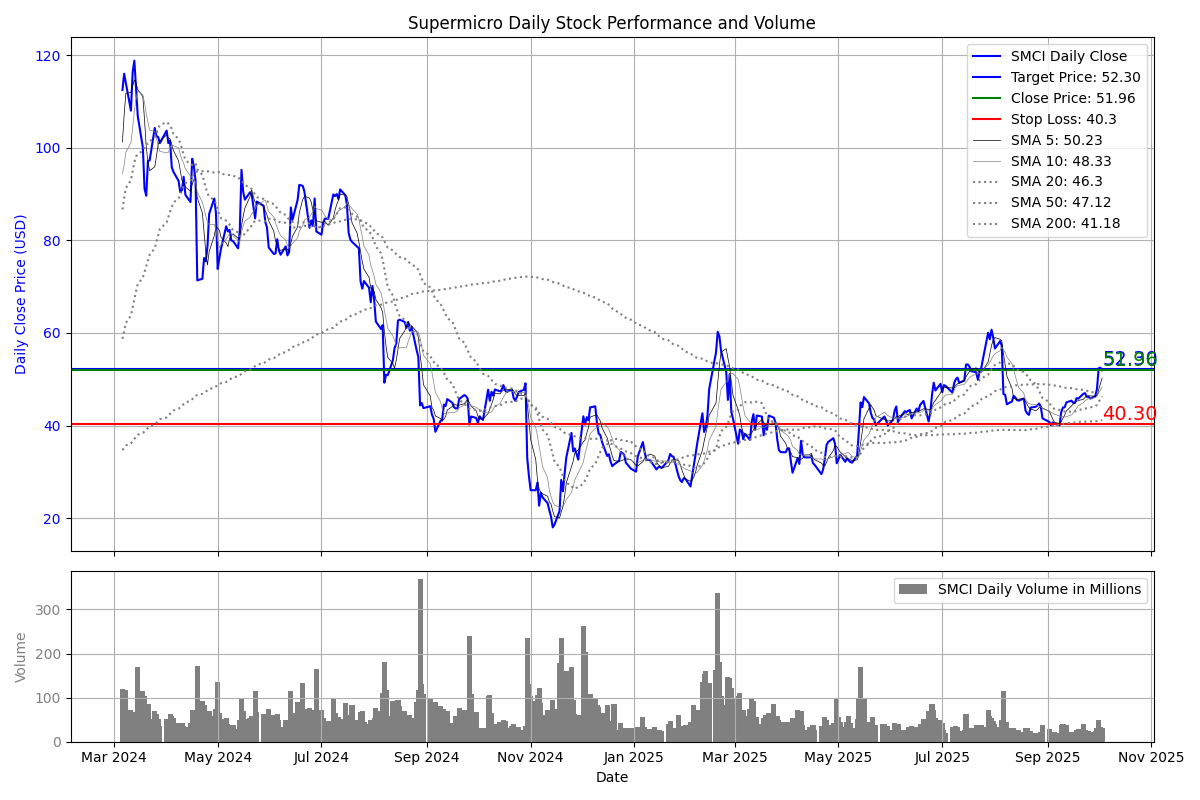 Supermicro Daily Stock Performance and Volume
Daily Close Price (USD)
120
100
80
60
40
20
SMCI Daily Close
Target Price: 52.30
Close Price: 51.96
Stop Loss: 40.3
SMA 5: 50.23
SMA 10: 48.33
SMA 20: 46.3
SMA 50: 47.12
SMA 200: 41.18
52.30
51.96
40.30
Volume
300
200
100
0
SMCI Daily Volume in Millions
Mar 2024 May 2024 Jul 2024 Sep 2024 Nov 2024 Jan 2025 Mar 2025 May 2025 Jul 2025 Sep 2025 Nov 2025
Date